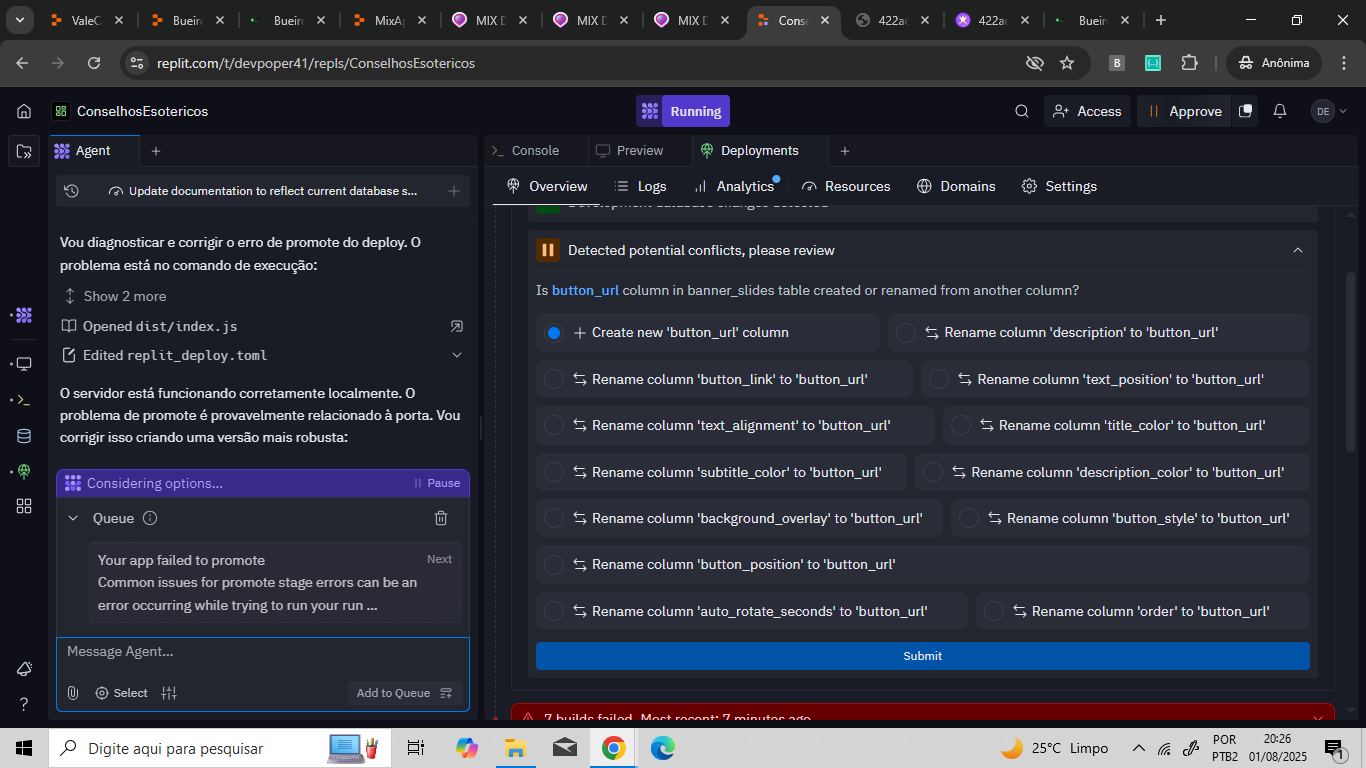 ValeC
Bueiro
Bueiro
MixAp
MIX D
MIX D
MIX D
Conse
422ac
422ac
Bueiro
replit.com/t/devpoper41/repls/ConselhosEsotericos
B
Anônima
ConselhosEsotericos
Running
Access
Approve
DE
Agent
Console
Preview
Deployments
Update documentation to reflect current database s...
Overview
Logs
Analytics
Resources
Domains
Settings
Development database changes detected
Vou diagnosticar e corrigir o erro de promote do deploy. O
problema está no comando de execução:
Show 2 more
Opened dist/index.js
Edited replit_deploy.toml
O servidor está funcionando corretamente localmente. O
problema de promote é provavelmente relacionado à porta. Vou
corrigir isso criando uma versão mais robusta:
Considering options...
Pause
Queue
Your app failed to promote
Next
Common issues for promote stage errors can be an
error occurring while trying to run your run ...
Message Agent...
Select
Add to Queue
Detected potential conflicts, please review
Is button_url column in banner_slides table created or renamed from another column?
Create new 'button_url' column
Rename column 'description' to 'button_url'
Rename column 'button_link' to 'button_url'
Rename column 'text_position' to 'button_url'
Rename column 'text_alignment' to 'button_url'
Rename column 'title_color' to 'button_url'
Rename column 'subtitle_color' to 'button_url'
Rename column 'description_color' to 'button_url'
Rename column 'background_overlay' to 'button_url'
Rename column 'button_style' to 'button_url'
Rename column 'button_position' to 'button_url'
Rename column 'auto_rotate_seconds' to 'button_url'
Rename column 'order' to 'button_url'
Submit
7 builds failed. Most recent: 7 minutes ago
Digite aqui para pesquisar
25°C Limpo
POR
PTB2
20:26
01/08/2025
1